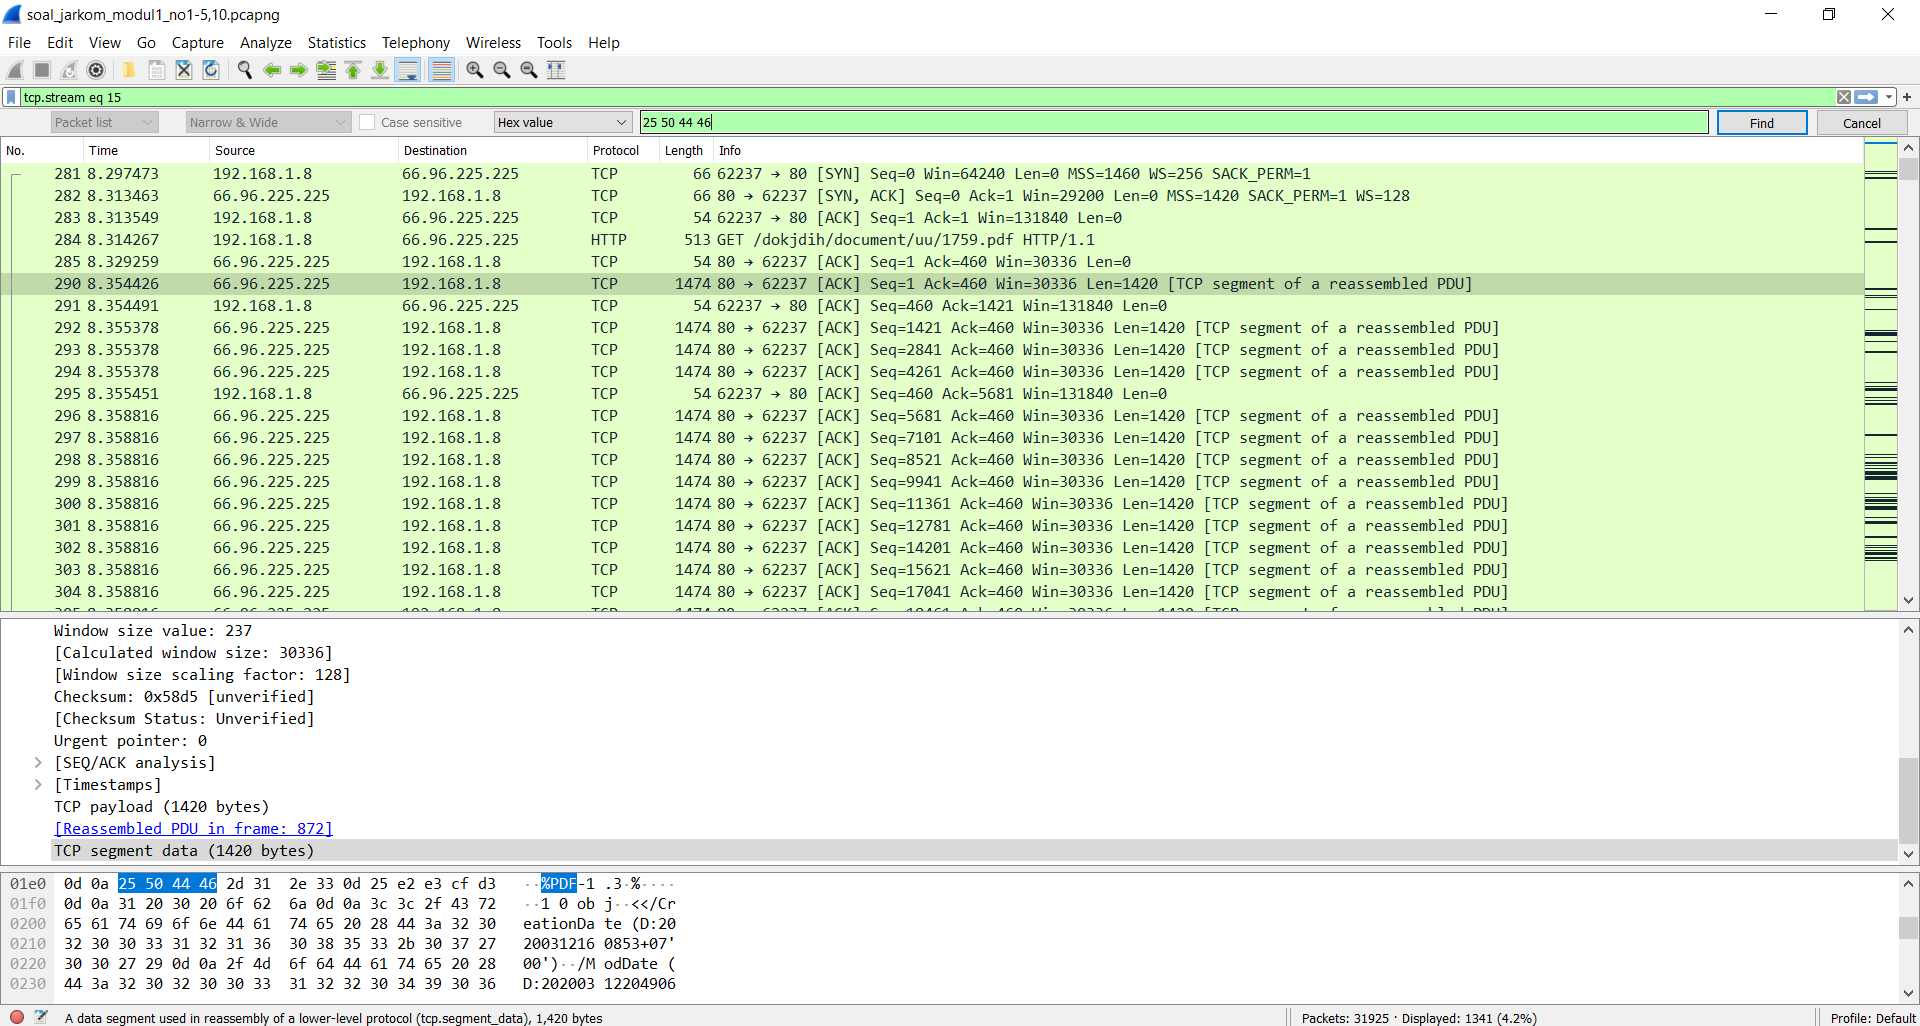 soal_jarkom_modul1_no1-5,10.pcapng
File Edit View Go Capture Analyze Statistics Telephony Wireless Tools Help
tcp.stream eq 15
Packet list Narrow & Wide Case sensitive Hex value 25 50 44 46 Find Cancel
No. Time Source Destination Protocol Length Info
281 8.297473 192.168.1.8 66.96.225.225 TCP 66 62237 → 80 [SYN] Seq=0 Win=64240 Len=0 MSS=1460 WS=256 SACK_PERM=1
282 8.313463 66.96.225.225 192.168.1.8 TCP 66 80 → 62237 [SYN, ACK] Seq=0 Ack=1 Win=29200 Len=0 MSS=1420 SACK_PERM=1 WS=128
283 8.313549 192.168.1.8 66.96.225.225 TCP 54 62237 → 80 [ACK] Seq=1 Ack=1 Win=131840 Len=0
284 8.314267 192.168.1.8 66.96.225.225 HTTP 513 GET /dokjdih/document/uu/1759.pdf HTTP/1.1
285 8.329259 66.96.225.225 192.168.1.8 TCP 54 80 → 62237 [ACK] Seq=1 Ack=460 Win=30336 Len=0
290 8.354426 66.96.225.225 192.168.1.8 TCP 1474 80 → 62237 [ACK] Seq=1 Ack=460 Win=30336 Len=1420 [TCP segment of a reassembled PDU]
291 8.354491 192.168.1.8 66.96.225.225 TCP 54 62237 → 80 [ACK] Seq=460 Ack=1421 Win=131840 Len=0
292 8.355378 66.96.225.225 192.168.1.8 TCP 1474 80 → 62237 [ACK] Seq=1421 Ack=460 Win=30336 Len=1420 [TCP segment of a reassembled PDU]
293 8.355378 66.96.225.225 192.168.1.8 TCP 1474 80 → 62237 [ACK] Seq=2841 Ack=460 Win=30336 Len=1420 [TCP segment of a reassembled PDU]
294 8.355378 66.96.225.225 192.168.1.8 TCP 1474 80 → 62237 [ACK] Seq=4261 Ack=460 Win=30336 Len=1420 [TCP segment of a reassembled PDU]
295 8.355451 192.168.1.8 66.96.225.225 TCP 54 62237 → 80 [ACK] Seq=460 Ack=5681 Win=131840 Len=0
296 8.358816 66.96.225.225 192.168.1.8 TCP 1474 80 → 62237 [ACK] Seq=5681 Ack=460 Win=30336 Len=1420 [TCP segment of a reassembled PDU]
297 8.358816 66.96.225.225 192.168.1.8 TCP 1474 80 → 62237 [ACK] Seq=7101 Ack=460 Win=30336 Len=1420 [TCP segment of a reassembled PDU]
298 8.358816 66.96.225.225 192.168.1.8 TCP 1474 80 → 62237 [ACK] Seq=8521 Ack=460 Win=30336 Len=1420 [TCP segment of a reassembled PDU]
299 8.358816 66.96.225.225 192.168.1.8 TCP 1474 80 → 62237 [ACK] Seq=9941 Ack=460 Win=30336 Len=1420 [TCP segment of a reassembled PDU]
300 8.358816 66.96.225.225 192.168.1.8 TCP 1474 80 → 62237 [ACK] Seq=11361 Ack=460 Win=30336 Len=1420 [TCP segment of a reassembled PDU]
301 8.358816 66.96.225.225 192.168.1.8 TCP 1474 80 → 62237 [ACK] Seq=12781 Ack=460 Win=30336 Len=1420 [TCP segment of a reassembled PDU]
302 8.358816 66.96.225.225 192.168.1.8 TCP 1474 80 → 62237 [ACK] Seq=14201 Ack=460 Win=30336 Len=1420 [TCP segment of a reassembled PDU]
303 8.358816 66.96.225.225 192.168.1.8 TCP 1474 80 → 62237 [ACK] Seq=15621 Ack=460 Win=30336 Len=1420 [TCP segment of a reassembled PDU]
304 8.358816 66.96.225.225 192.168.1.8 TCP 1474 80 → 62237 [ACK] Seq=17041 Ack=460 Win=30336 Len=1420 [TCP segment of a reassembled PDU]
Window size value: 237
[Calculated window size: 30336]
[Window size scaling factor: 128]
Checksum: 0x58d5 [unverified]
[Checksum Status: Unverified]
Urgent pointer: 0
[SEQ/ACK analysis]
[Timestamps]
TCP payload (1420 bytes)
[Reassembled PDU in frame: 872]
TCP segment data (1420 bytes)
01e0 0d 0a 25 50 44 46 2d 31 2e 33 0d 25 e2 e3 cf d3 ··%PDF-1 .3·%····
01f0 0d 0a 31 20 30 20 6f 62 6a 0d 0a 3c 3c 2f 43 72 ··1 0 ob j··<</Cr
0200 65 61 74 69 6f 6e 44 61 74 65 20 28 44 3a 32 30 eationDa te (D:20
0210 32 30 30 33 31 32 31 36 30 38 35 33 2b 30 37 27 20031216 0853+07'
0220 30 30 27 29 0d 0a 2f 4d 6f 64 44 61 74 65 20 28 00')··/M odDate (
0230 44 3a 32 30 32 30 30 33 31 32 32 30 34 39 30 36 D:202003 12204906
A data segment used in reassembly of a lower-level protocol (tcp.segment_data), 1,420 bytes Packets: 31925 · Displayed: 1341 (4.2%) Profile: Default